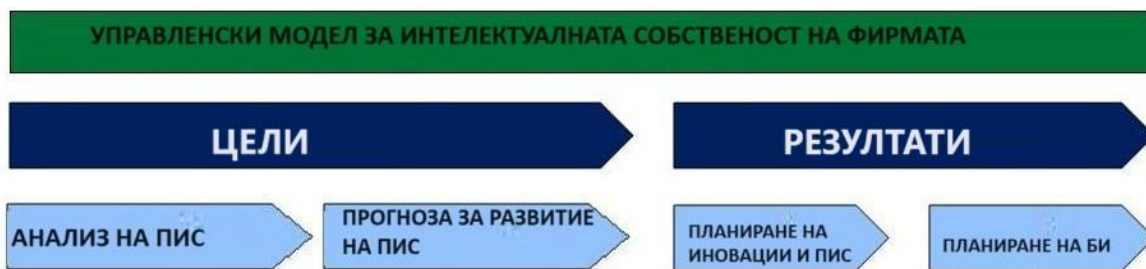 УПРАВЛЕНСКИ МОДЕЛ ЗА ИНТЕЛЕКТУАЛНАТА СОБСТВЕНОСТ НА ФИРМАТА
ЦЕЛИ
РЕЗУЛТАТИ
АНАЛИЗ НА ПИС
ПРОГНОЗА ЗА РАЗВИТИЕ
НА ПИС
ПЛАНИРАНЕ НА
ИНОВАЦИИ И ПИС
ПЛАНИРАНЕ НА БИ